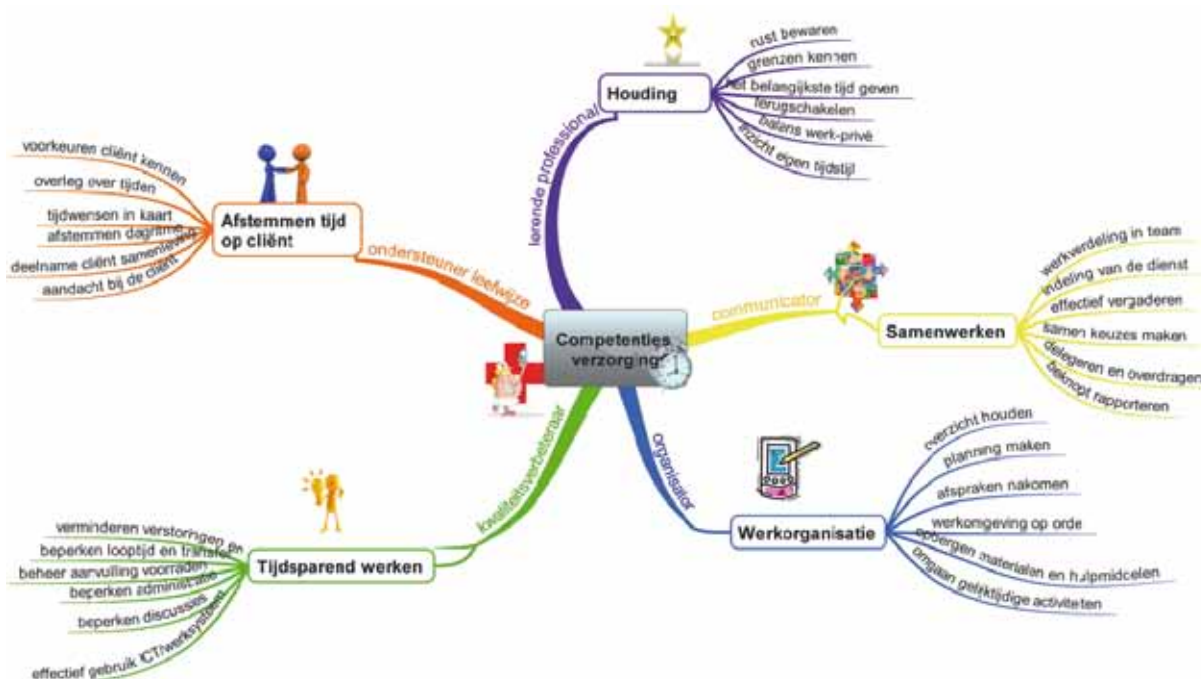 Competenties
verzorging
lerende professional
Houding
rust bewaren
grenzen kennen
het belangijkste tijd geven
terugschakelen
balans werk-privé
inzicht eigen tijdstijl
communicator
Samenwerken
werkverdeling in team
indeling van de dienst
effectief vergaderen
samen keuzes maken
delegeren en overdragen
beknopt rapporteren
organisator
Werkorganisatie
overzicht houden
planning maken
afspraken nakomen
werkomgeving op orde
opbergen materialen en hulpmiddelen
omgaan gelijktijdige activiteiten
kwaliteitsverbeteraar
Tijdsparend werken
verminderen verstoringen en
beperken looptijd en transfers
beheer aanvulling voorraden
beperken administratie
beperken discussies
effectief gebruik ICT/werksysteem
ondersteuner leefwijze
Afstemmen tijd
op cliënt
voorkeuren cliënt kennen
overleg over tijden
tijdwensen in kaart
afstemmen dagritme
deelname cliënt samenleving
aandacht bij de cliënt